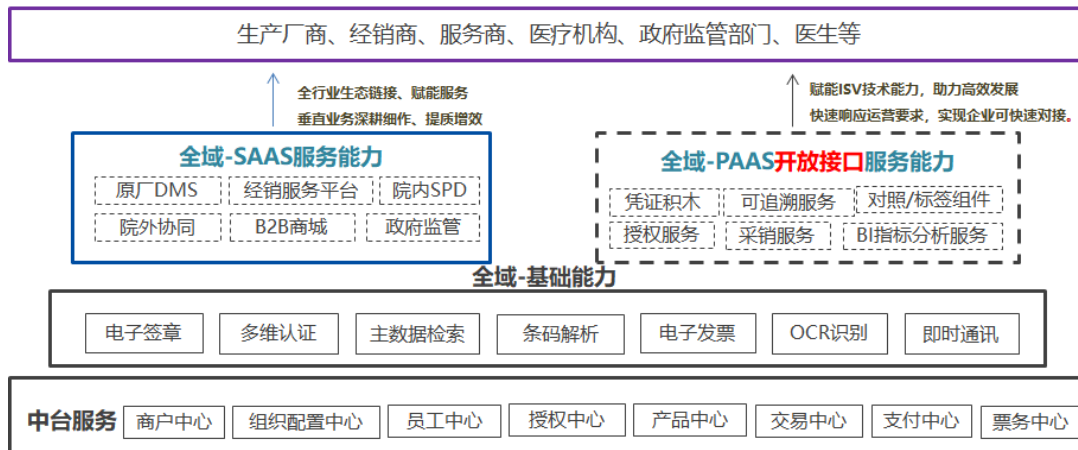 生产厂商、经销商、服务商、医疗机构、政府监管部门、医生等
全行业生态链接、赋能服务
垂直业务深耕细作、提质增效
赋能ISV技术能力，助力高效发展
快速响应运营要求，实现企业可快速对接。
全域-SAAS服务能力
原厂DMS 经销服务平台 院内SPD
院外协同 B2B商城 政府监管
全域-PAAS开放接口服务能力
凭证积木 可追溯服务 对照/标签组件
授权服务 采销服务 BI指标分析服务
全域-基础能力
电子签章 多维认证 主数据检索 条码解析 电子发票 OCR识别 即时通讯
中台服务 商户中心 组织配置中心 员工中心 授权中心 产品中心 交易中心 支付中心 票务中心